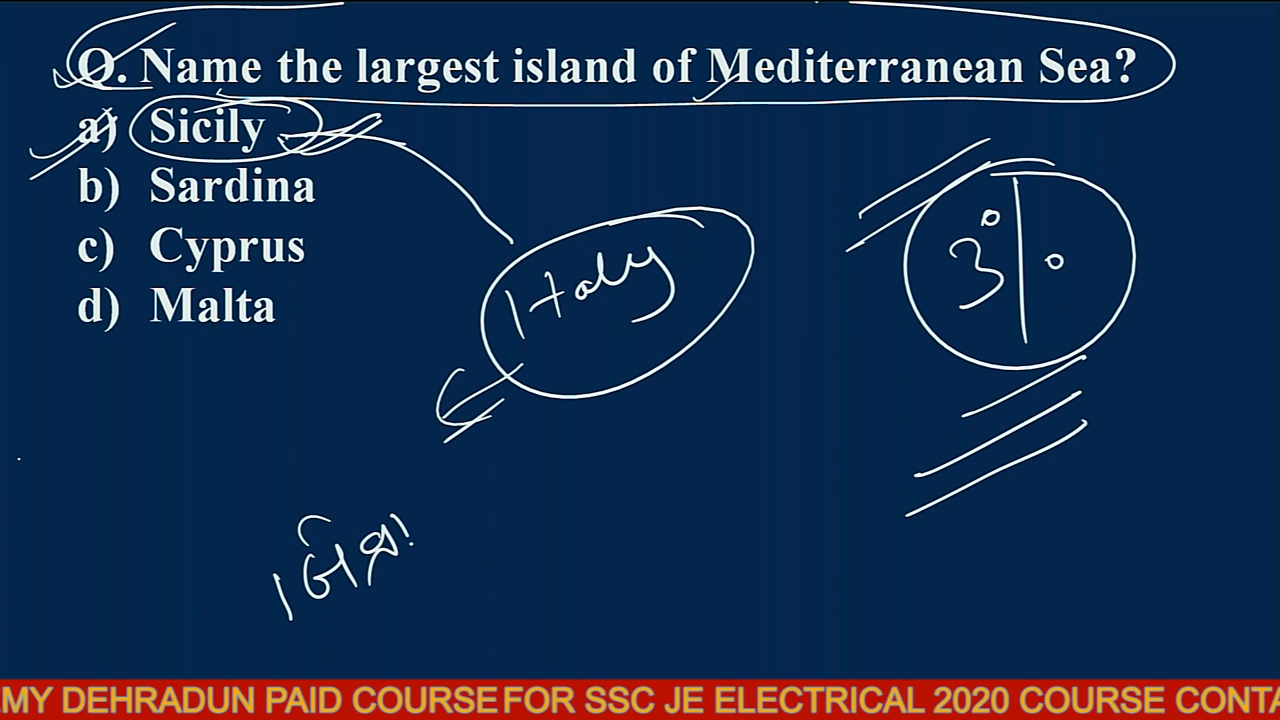 Q. Name the largest island of Mediterranean Sea?
a) Sicily
b) Sardina
c) Cyprus
d) Malta
Italy
MY DEHRADUN PAID COURSE FOR SSC JE ELECTRICAL 2020 COURSE CONTA